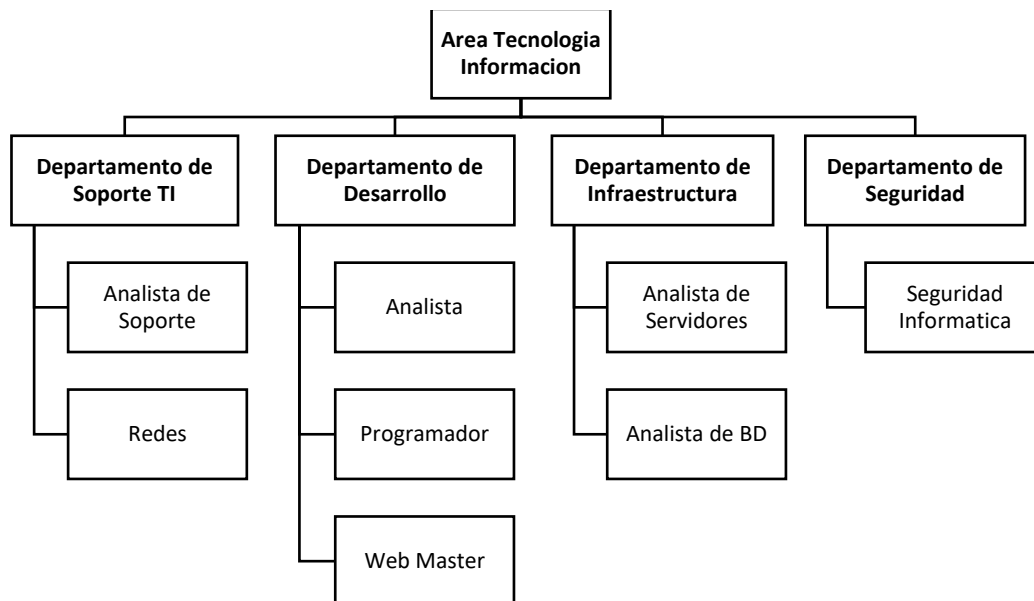 Area Tecnologia
Informacion
Departamento de
Soporte TI
Departamento de
Desarrollo
Departamento de
Infraestructura
Departamento de
Seguridad
Analista de
Soporte
Analista
Analista de
Servidores
Seguridad
Informatica
Redes
Programador
Analista de BD
Web Master